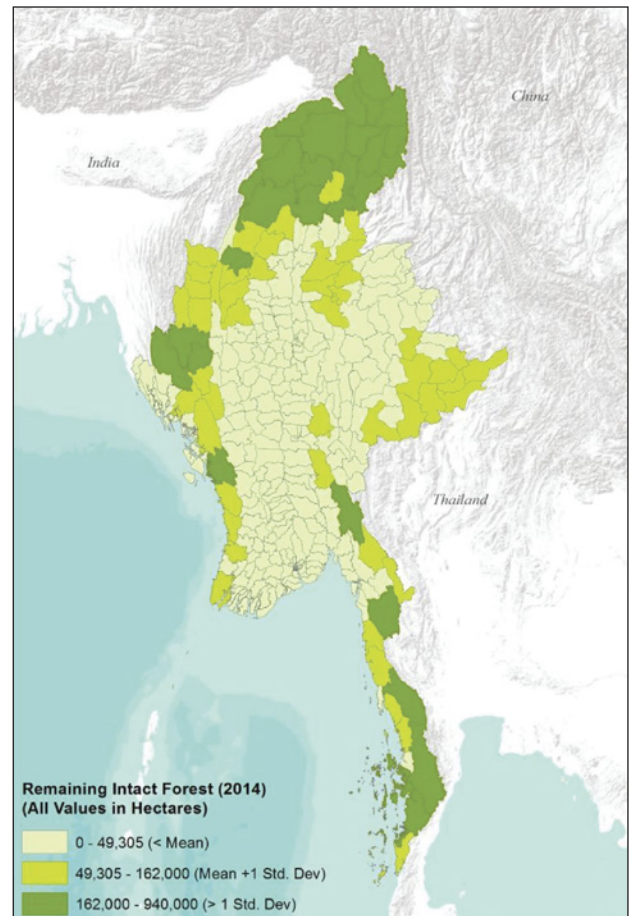 China
India
Thailand
Remaining Intact Forest (2014)
(All Values in Hectares)
0 - 49,305 (< Mean)
49,305 - 162,000 (Mean +1 Std. Dev)
162,000 - 940,000 (> 1 Std. Dev)